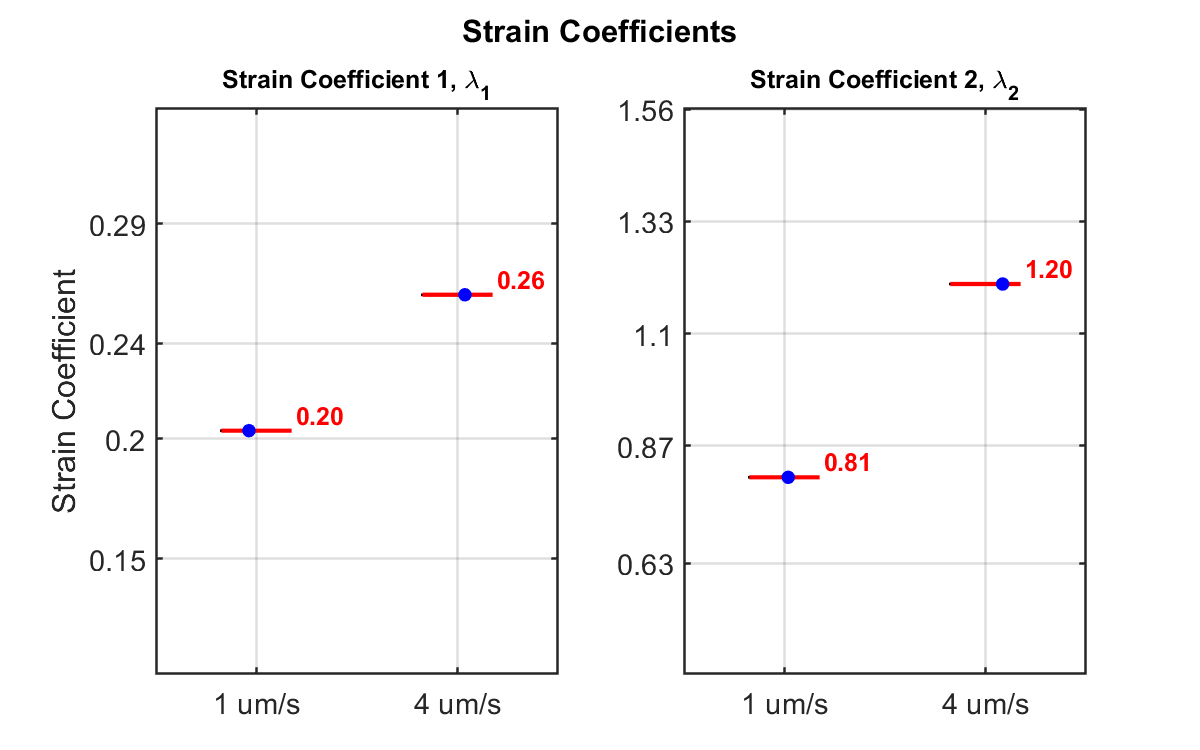 Strain Coefficients
Strain Coefficient 1, λ1
Strain Coefficient
0.29
0.24
0.2
0.15
0.26
0.20
1 um/s
4 um/s
Strain Coefficient 2, λ2
1.56
1.33
1.1
0.87
0.63
1.20
0.81
1 um/s
4 um/s